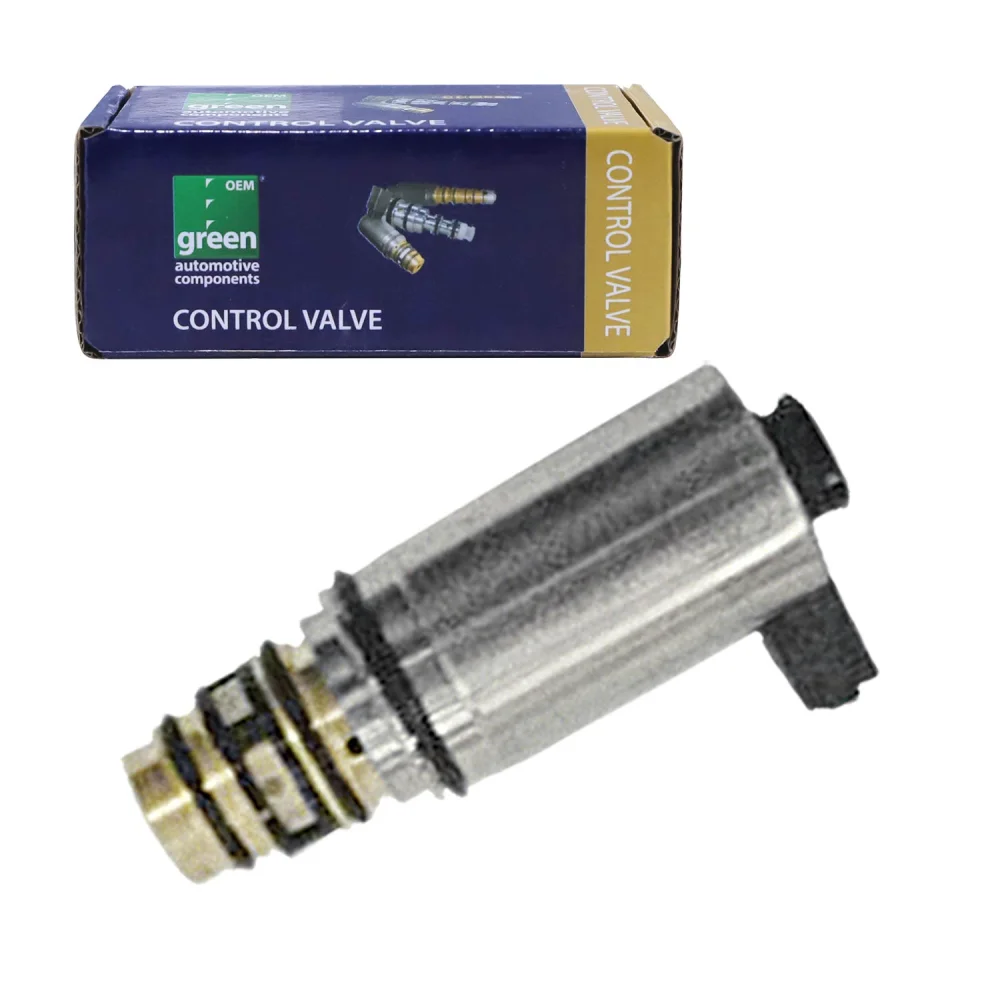 OEM
green
automotive
components
CONTROL VALVE
OEM
green
automotive
components
CONTROL VALVE
CONTROL VALVE
CONTROL VALVE